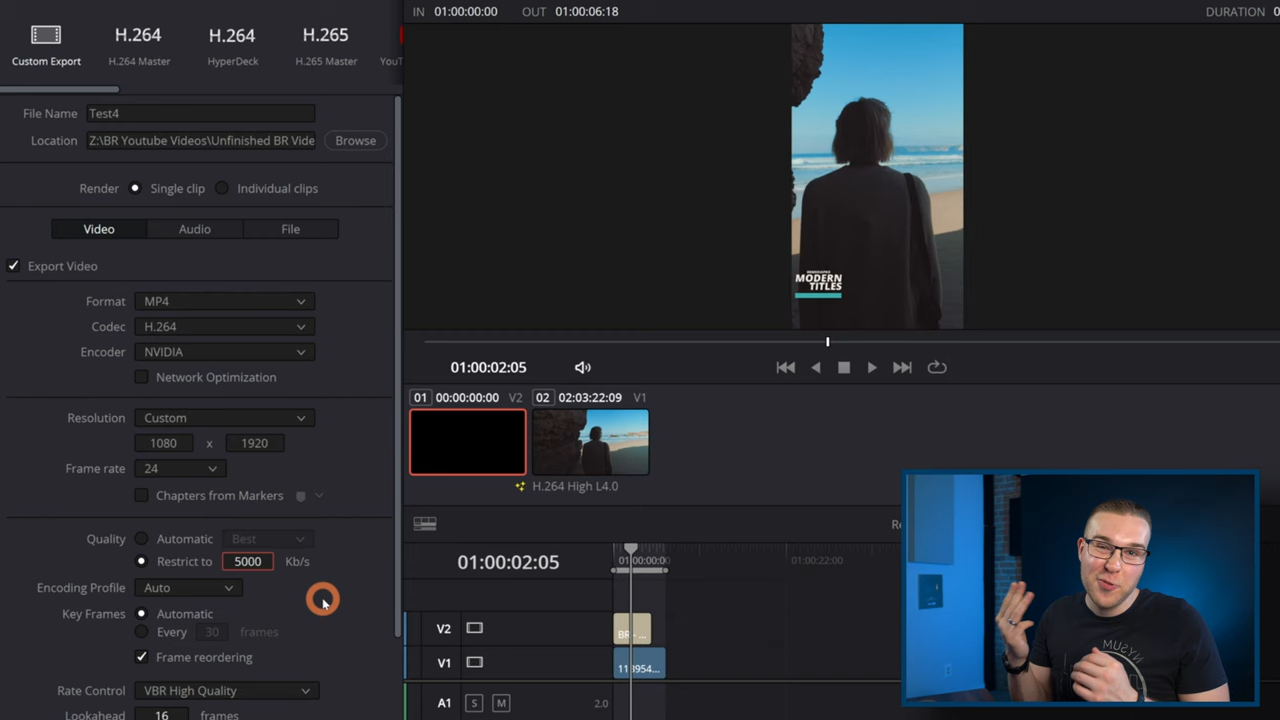 IN 01:00:00:00 OUT 01:00:06:18 DURATION
H.264 H.264 H.265
Custom Export H.264 Master HyperDeck H.265 Master YouT
File Name Test4
Location Z:\BR Youtube Videos\Unfinished BR Vide Browse
Render Single clip Individual clips
Video Audio File
Export Video
Format MP4
Codec H.264
Encoder NVIDIA
Network Optimization
Resolution Custom
1080 x 1920
Frame rate 24
Chapters from Markers
Quality Automatic Best
Restrict to 5000 Kb/s
Encoding Profile Auto
Key Frames Automatic
Every 30 frames
Frame reordering
Rate Control VBR High Quality
Lookahead 16 frames
MODERN
TITLES
01:00:02:05
01 00:00:00:00 V2 02 02:03:22:09 V1
H.264 High L4.0
Re
01:00:02:05 01:00:00:00 01:00:22:00
V2 BR - ...
V1 113954...
A1 S M 2.0